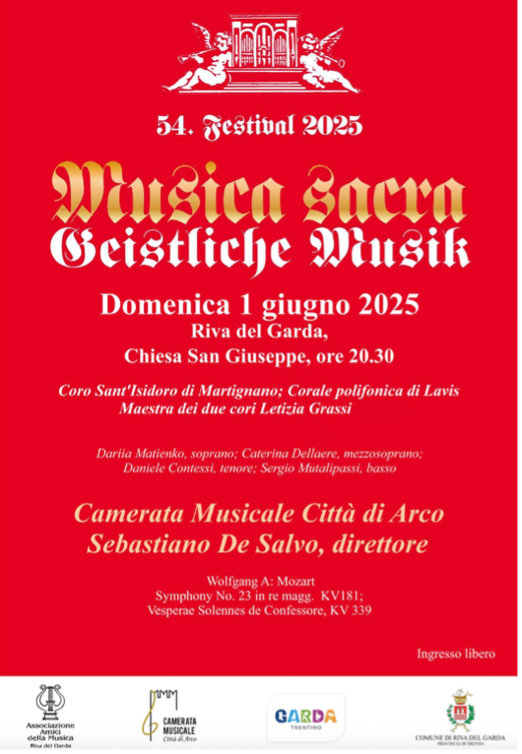 54. Festival 2025
Musica sacra
Geistliche Musik
Domenica 1 giugno 2025
Riva del Garda,
Chiesa San Giuseppe, ore 20.30
Coro Sant'Isidoro di Martignano; Corale polifonica di Lavis
Maestra dei due cori Letizia Grassi
Dariia Matienko, soprano; Caterina Dellaere, mezzosoprano;
Daniele Contessi, tenore; Sergio Mutalipassi, basso
Camerata Musicale Città di Arco
Sebastiano De Salvo, direttore
Wolfgang A: Mozart
Symphony No. 23 in re magg. KV181;
Vesperae Solennes de Confessore, KV 339
Ingresso libero
Associazione
Amici
della Musica
Riva del Garda
CAMERATA
MUSICALE
Città di Arco
GARDA
TRENTINO
COMUNE DI RIVA DEL GARDA
PROVINCIA DI TRENTO